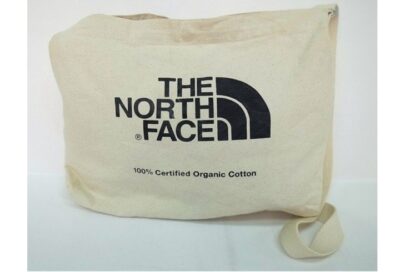 THE
NORTH
® FACE
100% Certified Organic Cotton